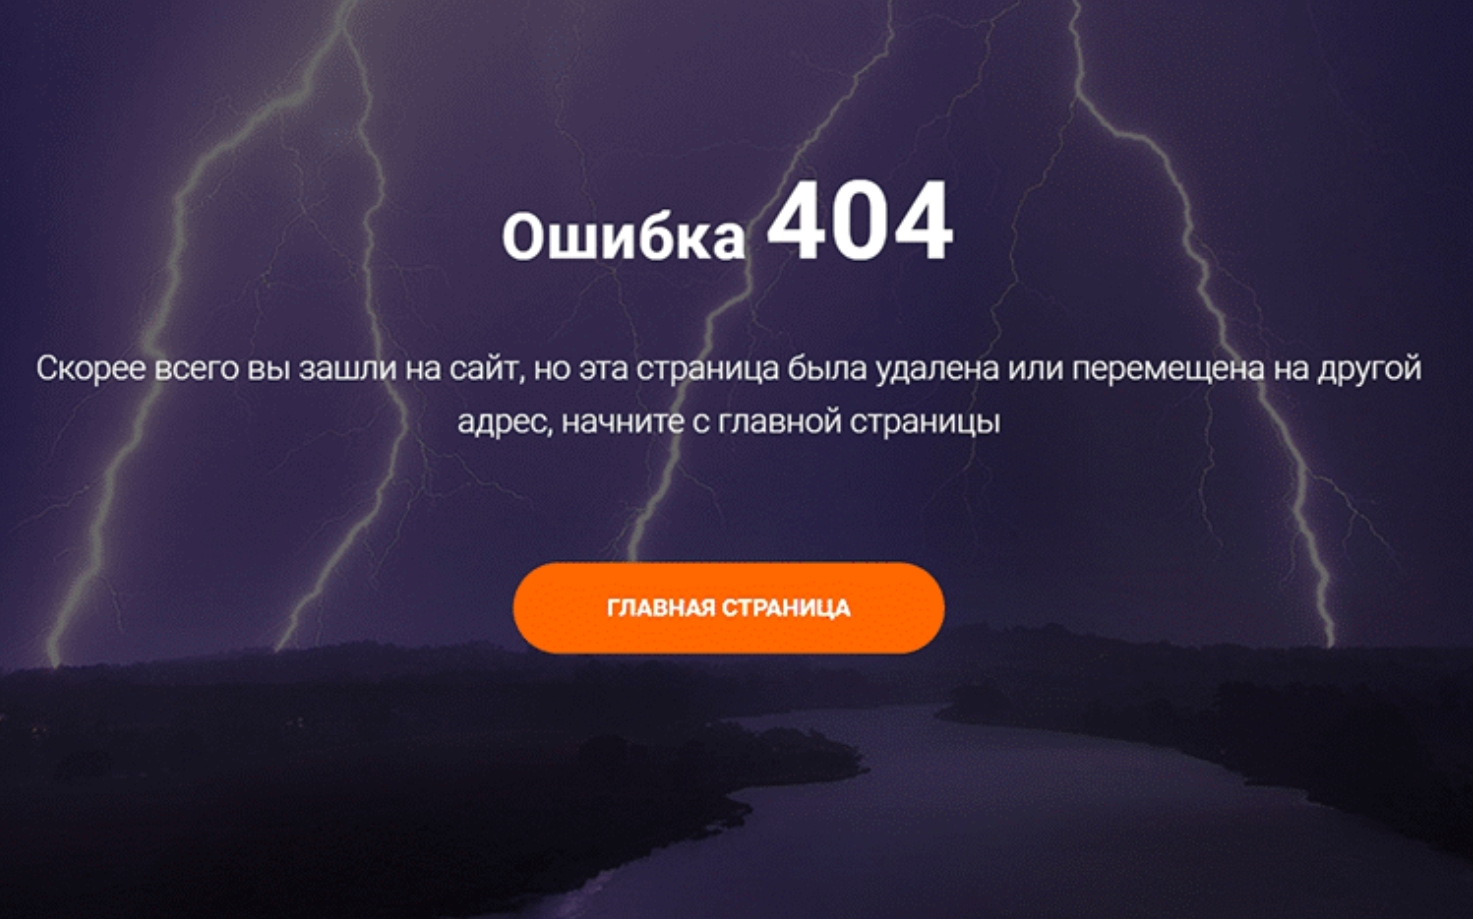 Ошибка 404
Скорее всего вы зашли на сайт, но эта страница была удалена или перемещена на другой
адрес, начните с главной страницы
ГЛАВНАЯ СТРАНИЦА